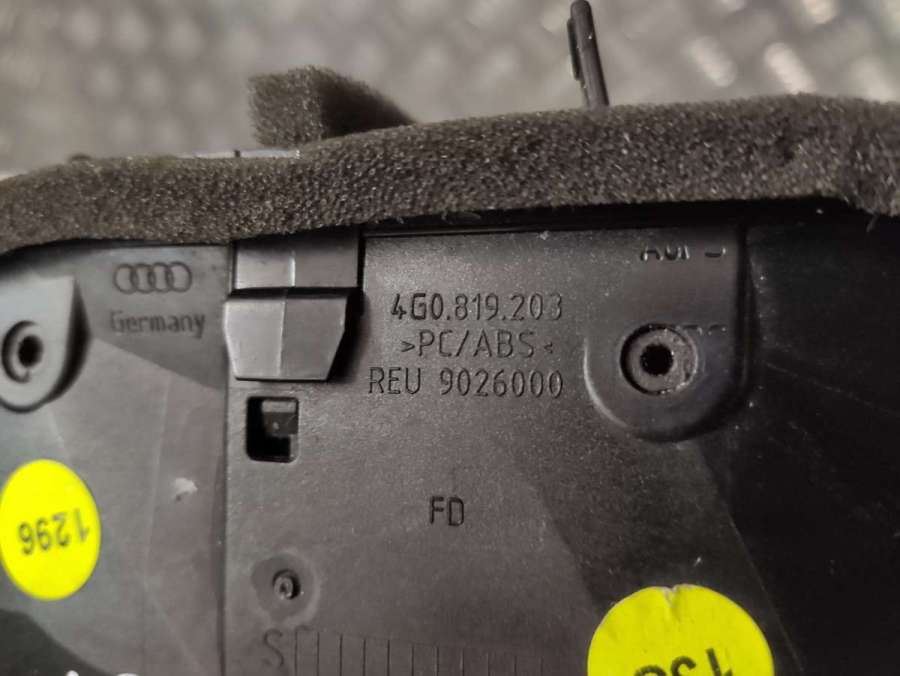 Germany
4G0.819.203
>PC/ABS<
REU 9026000
FD
1296